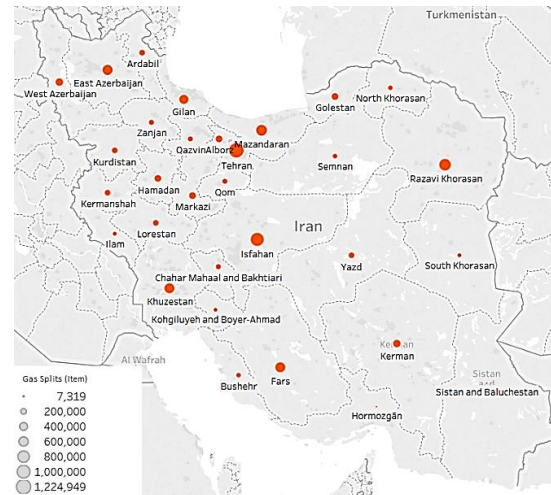 Turkmenistan
Ardabil
East Azerbaijan
West Azerbaijan
North Khorasan
Gilan
Golestan
Zanjan
Mazandaran
Qazvin
Alborz
Tehran
Kurdistan
Semnan
Razavi Khorasan
Hamadan
Qom
Kermanshah
Markazi
Lorestan
Iran
Ilam
Isfahan
Chahar Mahaal and Bakhtiari
Yazd
South Khorasan
Khuzestan
Kohgiluyeh and Boyer-Ahmad
Al Wafrah
Kerman
Kerman
Fars
Bushehr
Sistan
and
Sistan and Baluchestan
Hormozgān
Gas Splits (Item)
7,319
200,000
400,000
600,000
800,000
1,000,000
1,224,949